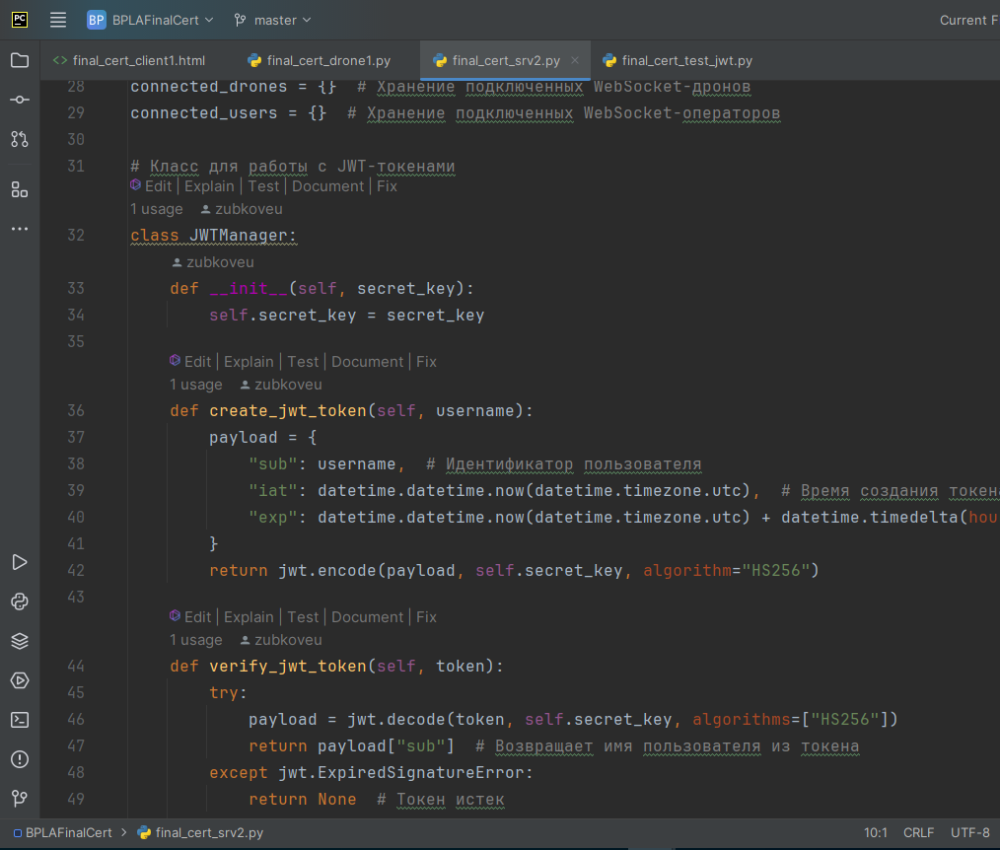 PC BP BPLAFinalCert master Current F
<> final_cert_client1.html final_cert_drone1.py final_cert_srv2.py × final_cert_test_jwt.py
28 connected_drones = {} # Хранение подключенных WebSocket-дронов
29 connected_users = {} # Хранение подключенных WebSocket-операторов
30
31 # Класс для работы с JWT-токенами
Edit | Explain | Test | Document | Fix
1 usage zubkoveu
32 class JWTManager:
zubkoveu
33 def __init__(self, secret_key):
34 self.secret_key = secret_key
35
Edit | Explain | Test | Document | Fix
1 usage zubkoveu
36 def create_jwt_token(self, username):
37 payload = {
38 "sub": username, # Идентификатор пользователя
39 "iat": datetime.datetime.now(datetime.timezone.utc), # Время создания токен
40 "exp": datetime.datetime.now(datetime.timezone.utc) + datetime.timedelta(hou
41 }
42 return jwt.encode(payload, self.secret_key, algorithm="HS256")
43
Edit | Explain | Test | Document | Fix
1 usage zubkoveu
44 def verify_jwt_token(self, token):
45 try:
46 payload = jwt.decode(token, self.secret_key, algorithms=["HS256"])
47 return payload["sub"] # Возвращает имя пользователя из токена
48 except jwt.ExpiredSignatureError:
49 return None # Токен истек
BPLAFinalCert > final_cert_srv2.py 10:1 CRLF UTF-8